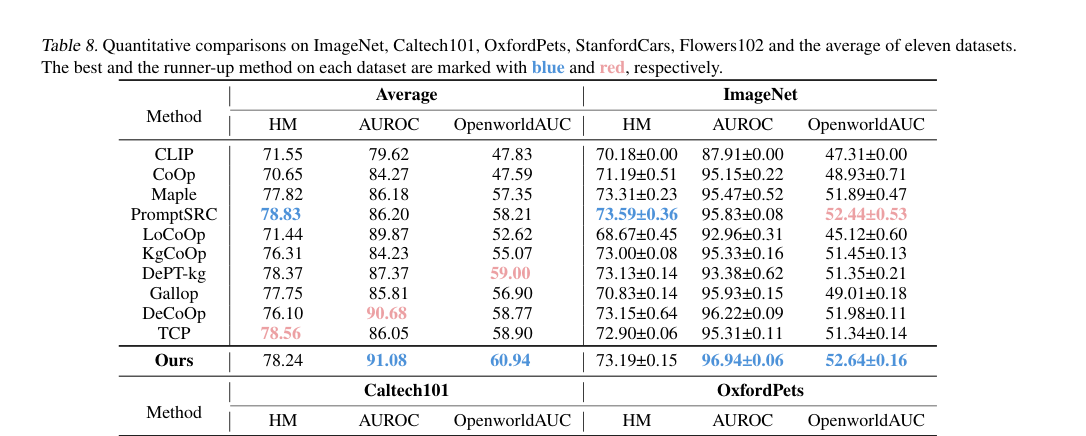 Table 8. Quantitative comparisons on ImageNet, Caltech101, OxfordPets, StanfordCars, Flowers102 and the average of eleven datasets.
The best and the runner-up method on each dataset are marked with blue and red, respectively.
Method Average ImageNet
HM AUROC OpenworldAUC HM AUROC OpenworldAUC
CLIP 71.55 79.62 47.83 70.18±0.00 87.91±0.00 47.31±0.00
CoOp 70.65 84.27 47.59 71.19±0.51 95.15±0.22 48.93±0.71
Maple 77.82 86.18 57.35 73.31±0.23 95.47±0.52 51.89±0.47
PromptSRC 78.83 86.20 58.21 73.59±0.36 95.83±0.08 52.44±0.53
LoCoOp 71.44 89.87 52.62 68.67±0.45 92.96±0.31 45.12±0.60
KgCoOp 76.31 84.23 55.07 73.00±0.08 95.33±0.16 51.45±0.13
DePT-kg 78.37 87.37 59.00 73.13±0.14 93.38±0.62 51.35±0.21
Gallop 77.75 85.81 56.90 70.83±0.14 95.93±0.15 49.01±0.18
DeCoOp 76.10 90.68 58.77 73.15±0.64 96.22±0.09 51.98±0.11
TCP 78.56 86.05 58.90 72.90±0.06 95.31±0.11 51.34±0.14
Ours 78.24 91.08 60.94 73.19±0.15 96.94±0.06 52.64±0.16
Method Caltech101 OxfordPets
HM AUROC OpenworldAUC HM AUROC OpenworldAUC